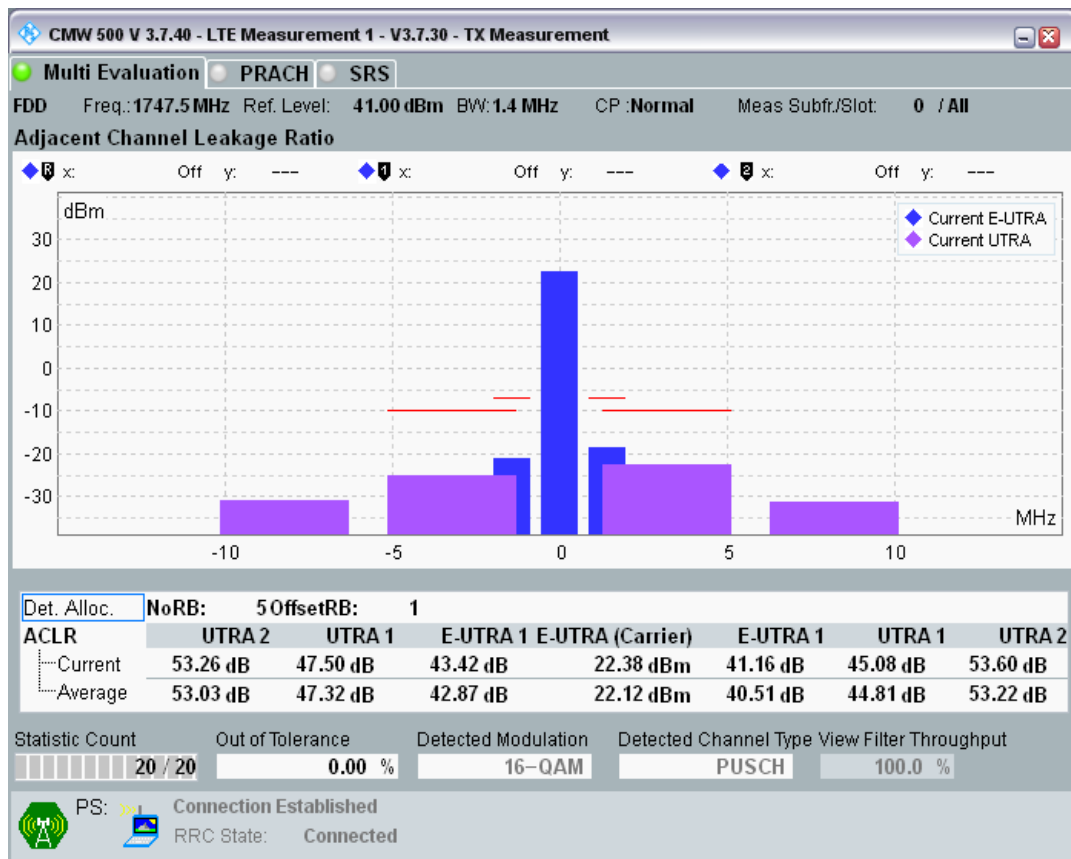 CMW 500 V 3.7.40 - LTE Measurement 1 - V3.7.30 - TX Measurement
Multi Evaluation PRACH SRS
FDD Freq.: 1747.5 MHz Ref. Level: 41.00 dBm BW: 1.4 MHz CP : Normal Meas Subfr./Slot: 0 / All
Adjacent Channel Leakage Ratio
R x: Off y: --- 1 x: Off y: --- 2 x: Off y: ---
dBm
Current E-UTRA
Current UTRA
30
20
10
0
-10
-20
-30
MHz
-10 -5 0 5 10
Det. Alloc. NoRB: 5 OffsetRB: 1
ACLR UTRA 2 UTRA 1 E-UTRA 1 E-UTRA (Carrier) E-UTRA 1 UTRA 1 UTRA 2
Current 53.26 dB 47.50 dB 43.42 dB 22.38 dBm 41.16 dB 45.08 dB 53.60 dB
Average 53.03 dB 47.32 dB 42.87 dB 22.12 dBm 40.51 dB 44.81 dB 53.22 dB
Statistic Count Out of Tolerance Detected Modulation Detected Channel Type View Filter Throughput
20 / 20 0.00 % 16-QAM PUSCH 100.0 %
PS: Connection Established
RRC State: Connected